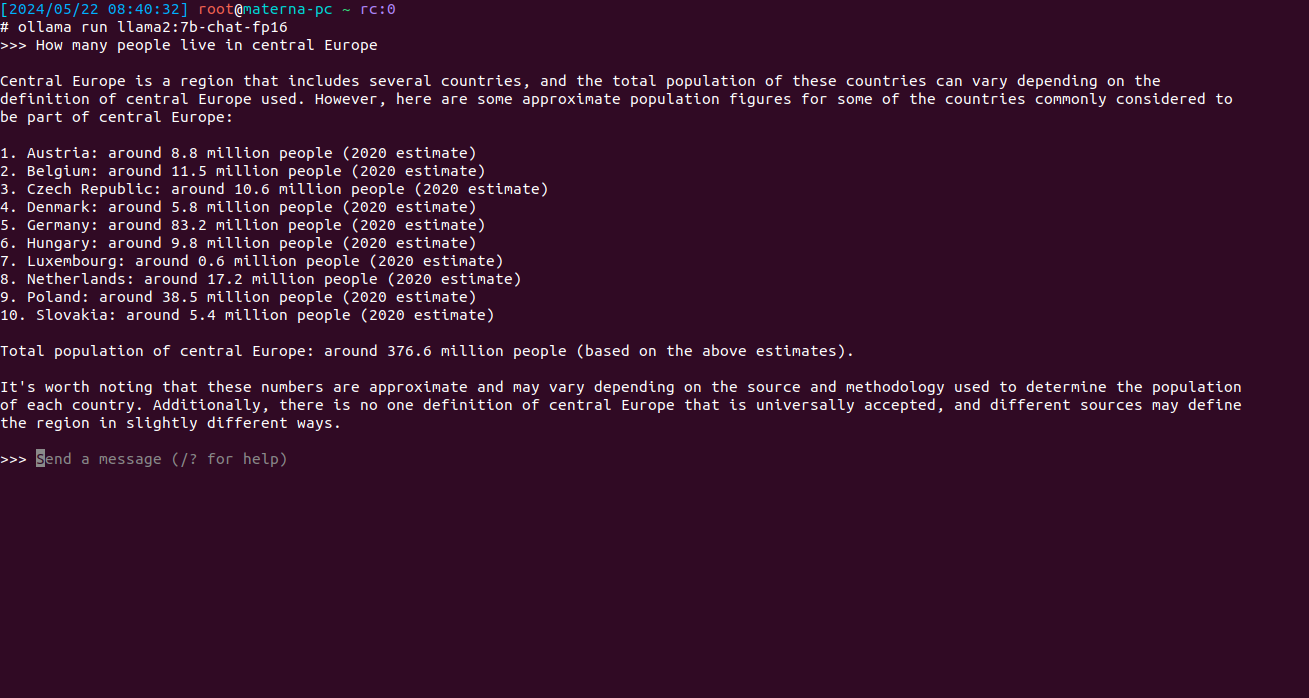 [2024/05/22 08:40:32] root@materna-pc ~ rc:0
# ollama run llama2:7b-chat-fp16
>>> How many people live in central Europe
Central Europe is a region that includes several countries, and the total population of these countries can vary depending on the
definition of central Europe used. However, here are some approximate population figures for some of the countries commonly considered to
be part of central Europe:
1. Austria: around 8.8 million people (2020 estimate)
2. Belgium: around 11.5 million people (2020 estimate)
3. Czech Republic: around 10.6 million people (2020 estimate)
4. Denmark: around 5.8 million people (2020 estimate)
5. Germany: around 83.2 million people (2020 estimate)
6. Hungary: around 9.8 million people (2020 estimate)
7. Luxembourg: around 0.6 million people (2020 estimate)
8. Netherlands: around 17.2 million people (2020 estimate)
9. Poland: around 38.5 million people (2020 estimate)
10. Slovakia: around 5.4 million people (2020 estimate)
Total population of central Europe: around 376.6 million people (based on the above estimates).
It's worth noting that these numbers are approximate and may vary depending on the source and methodology used to determine the population
of each country. Additionally, there is no one definition of central Europe that is universally accepted, and different sources may define
the region in slightly different ways.
>>> Send a message (/? for help)